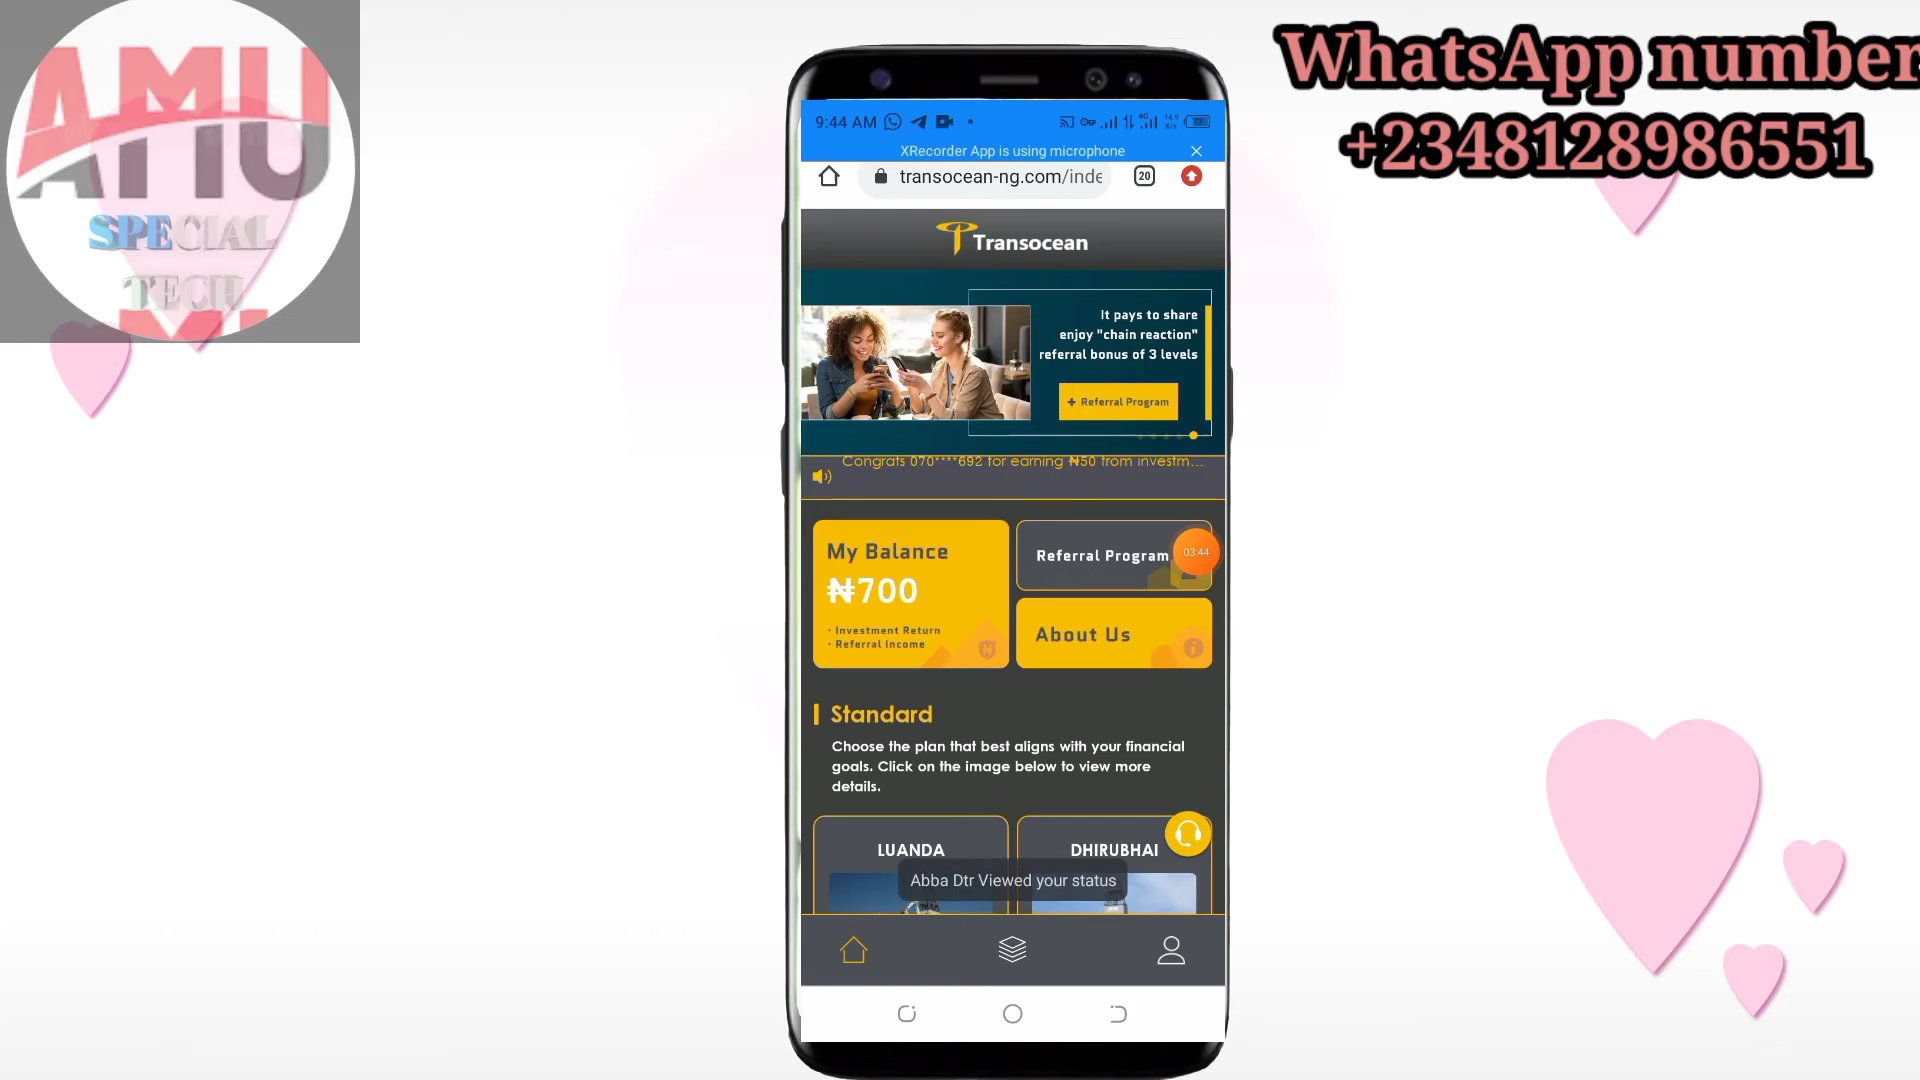 AMU
SPECIAL
TECH
WhatsApp number
+2348128986551
9:44 AM
XRecorder App is using microphone
transocean-ng.com/inde
20
Transocean
It pays to share
enjoy "chain reaction"
referral bonus of 3 levels
+ Referral Program
Congrats 070****692 for earning ₦50 from investm...
My Balance
₦700
• Investment Return
• Referral Income
Referral Program
03:44
About Us
Standard
Choose the plan that best aligns with your financial
goals. Click on the image below to view more
details.
LUANDA
DHIRUBHAI
Abba Dtr Viewed your status